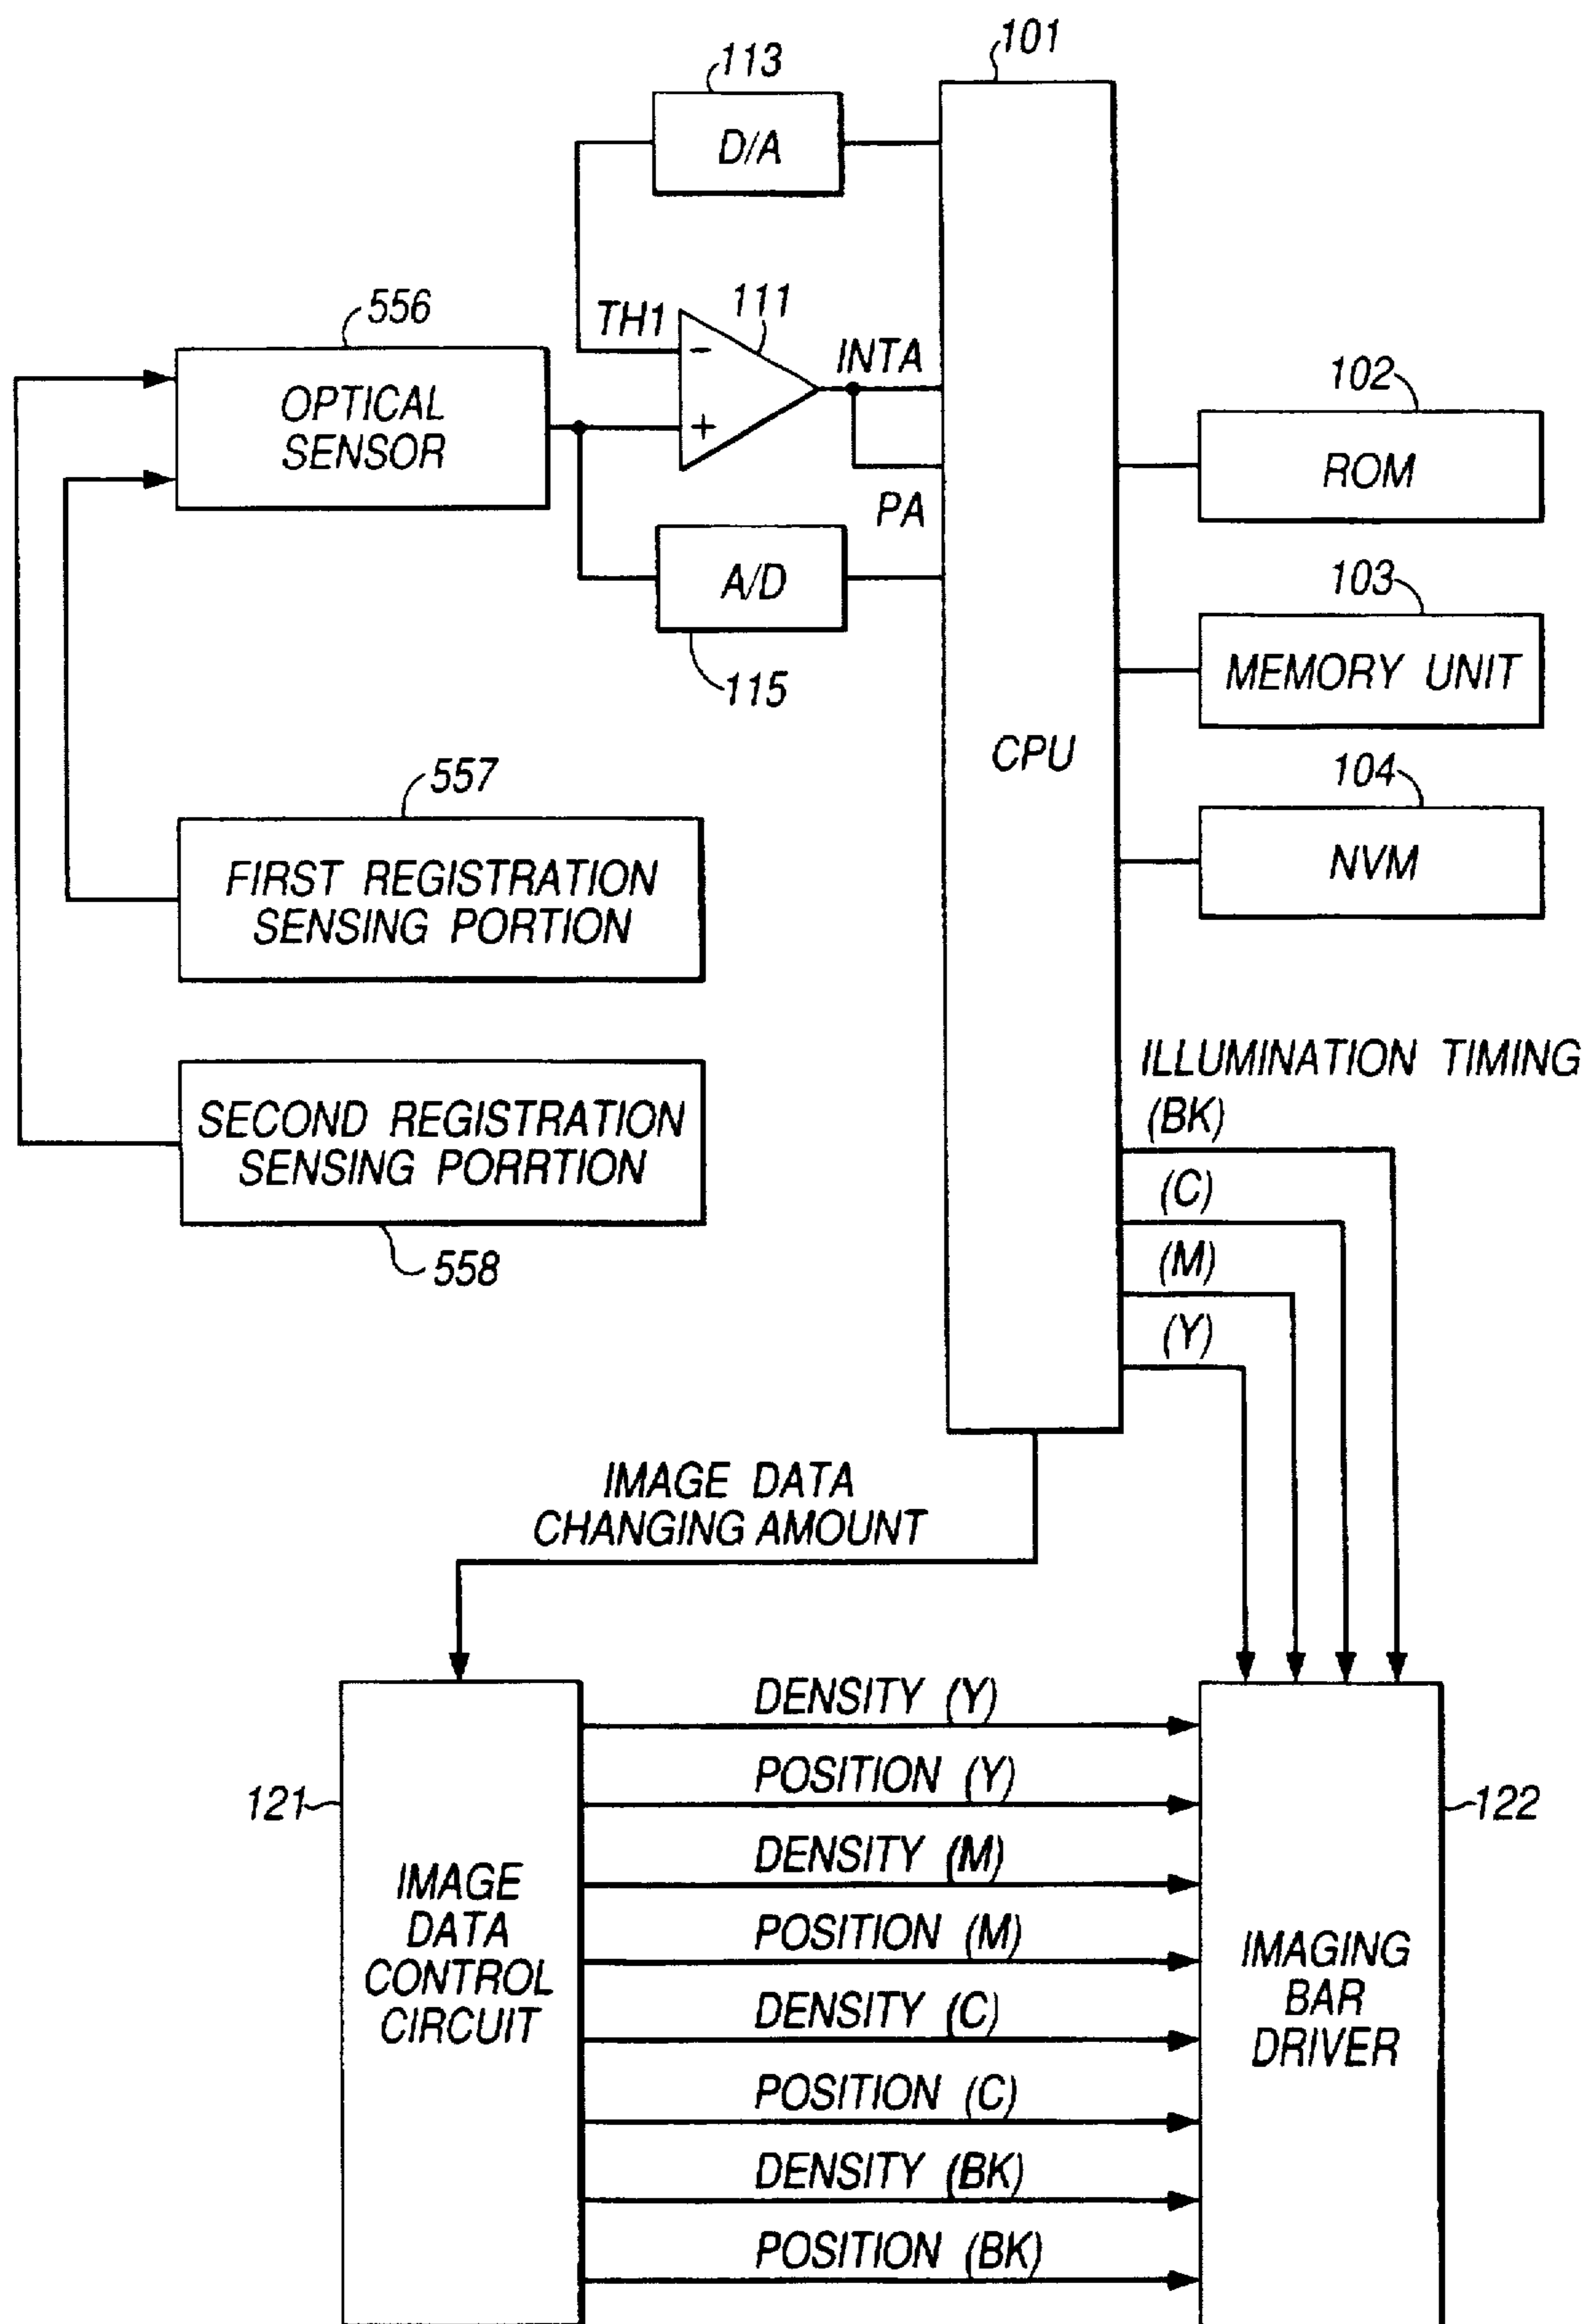 101
113
D/A
TH1
111
INTA
556
OPTICAL
SENSOR
PA
A/D
115
102
ROM
103
MEMORY UNIT
104
NVM
CPU
557
FIRST REGISTRATION
SENSING PORTION
SECOND REGISTRATION
SENSING PORRTION
558
ILLUMINATION TIMING
(BK)
(C)
(M)
(Y)
IMAGE DATA
CHANGING AMOUNT
121
IMAGE
DATA
CONTROL
CIRCUIT
DENSITY (Y)
POSITION (Y)
DENSITY (M)
POSITION (M)
DENSITY (C)
POSITION (C)
DENSITY (BK)
POSITION (BK)
122
IMAGING
BAR
DRIVER